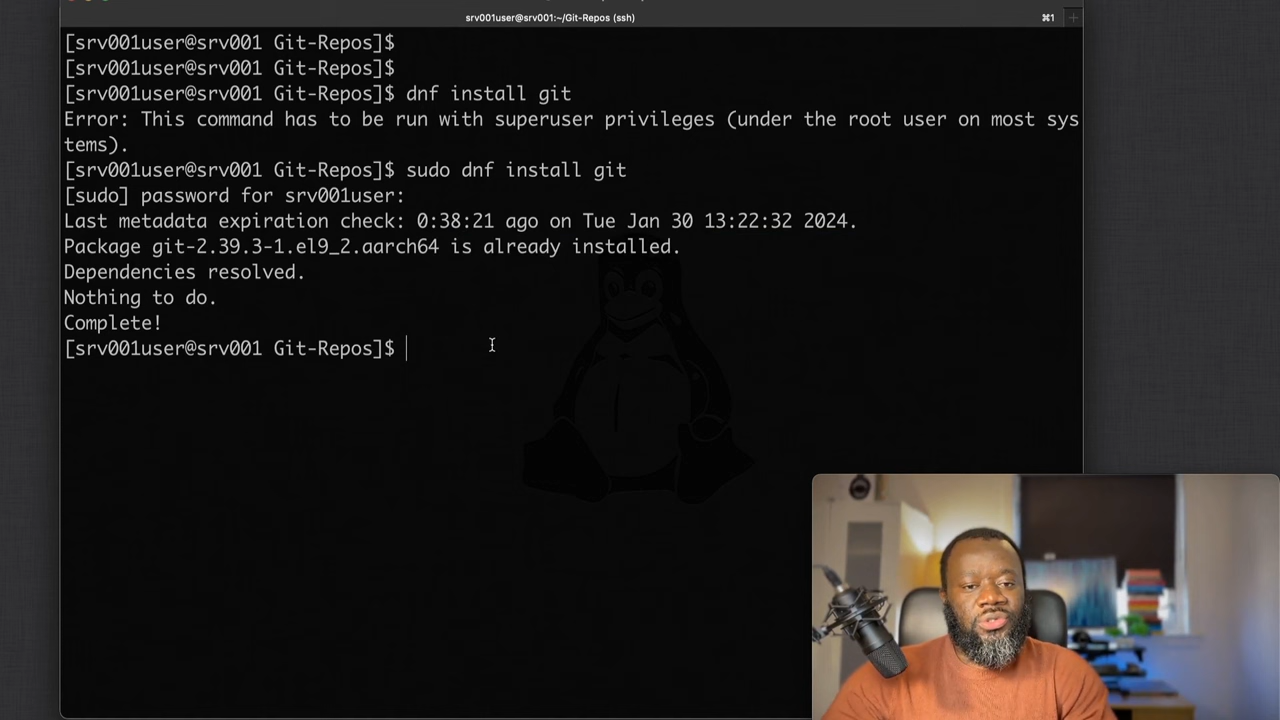 srv001user@srv001:~/Git-Repos (ssh)
⌘1
[srv001user@srv001 Git-Repos]$
[srv001user@srv001 Git-Repos]$
[srv001user@srv001 Git-Repos]$ dnf install git
Error: This command has to be run with superuser privileges (under the root user on most sys
tems).
[srv001user@srv001 Git-Repos]$ sudo dnf install git
[sudo] password for srv001user:
Last metadata expiration check: 0:38:21 ago on Tue Jan 30 13:22:32 2024.
Package git-2.39.3-1.el9_2.aarch64 is already installed.
Dependencies resolved.
Nothing to do.
Complete!
[srv001user@srv001 Git-Repos]$